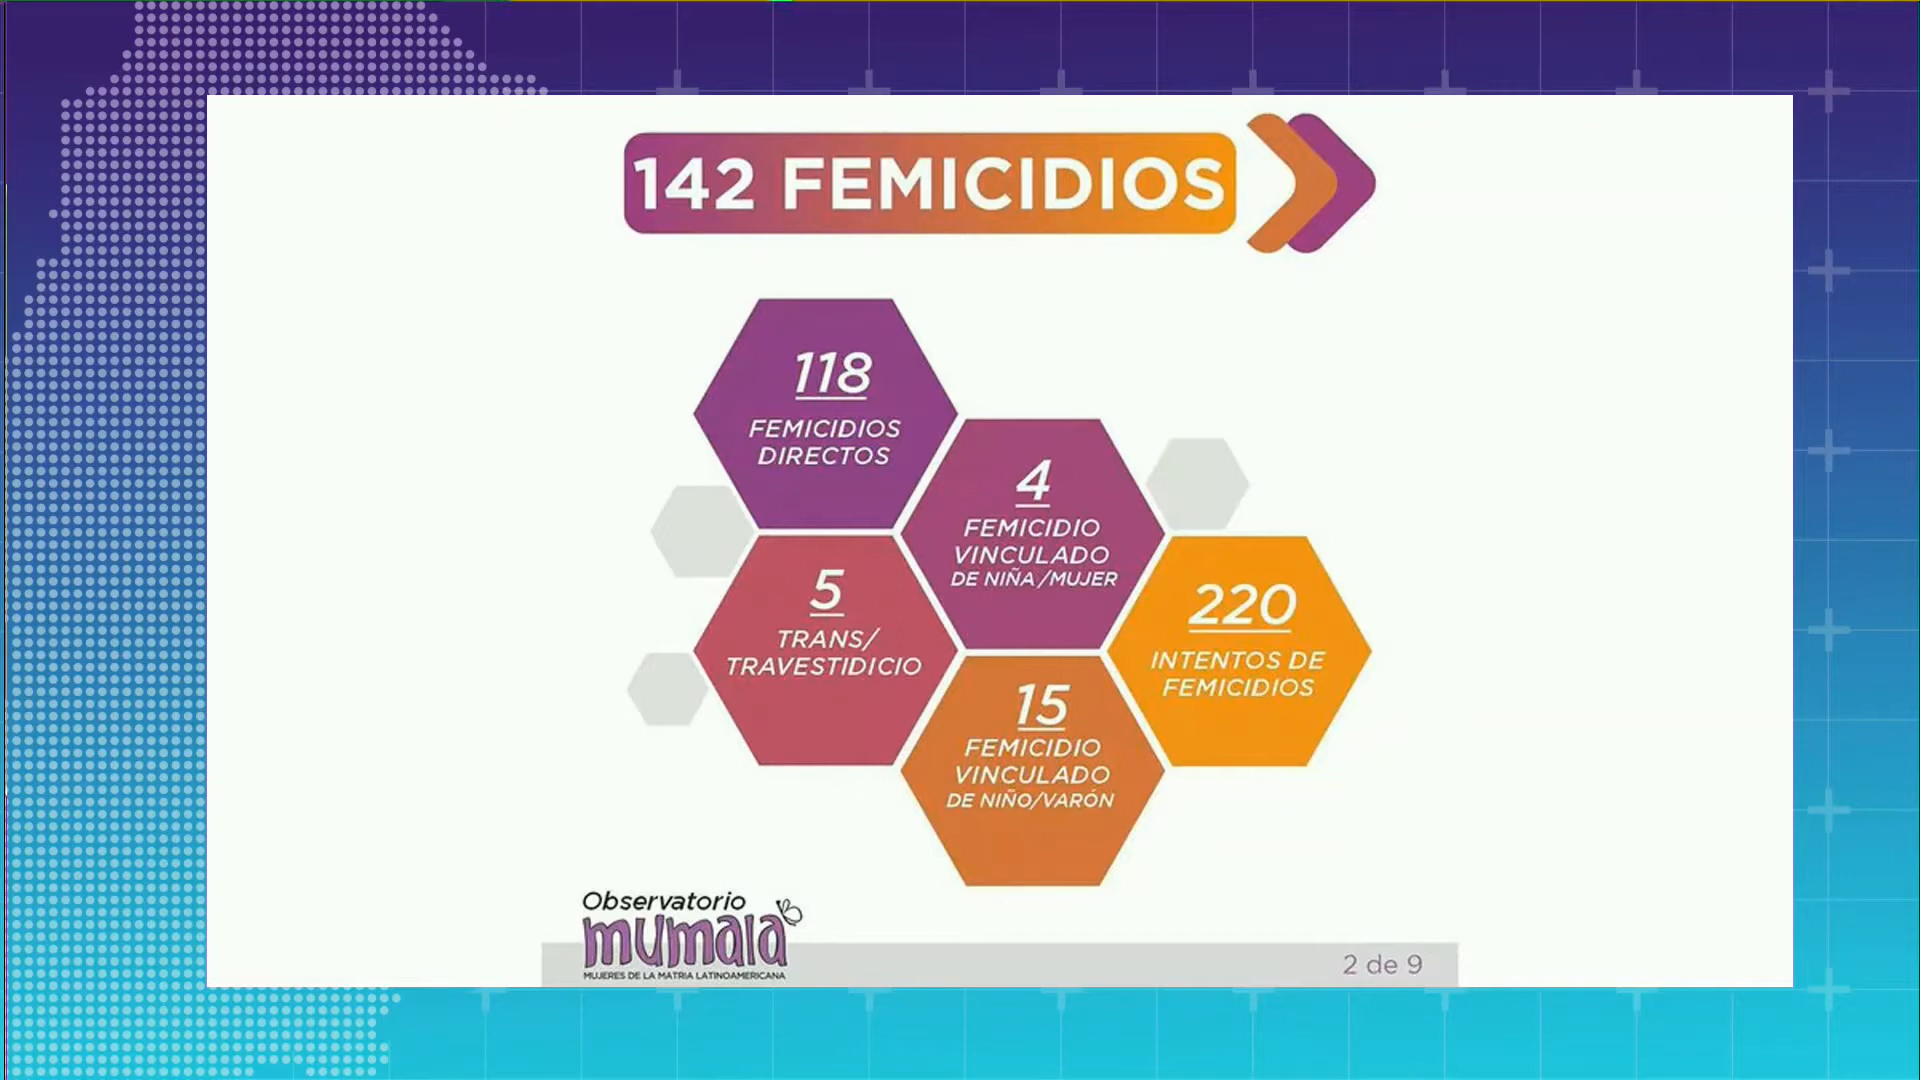 142 FEMICIDIOS
118
FEMICIDIOS
DIRECTOS
4
FEMICIDIO
VINCULADO
DE NIÑA/MUJER
5
TRANS/
TRAVESTIDICIO
220
INTENTOS DE
FEMICIDIOS
15
FEMICIDIO
VINCULADO
DE NIÑO/VARÓN
Observatorio
mumala
MUJERES DE LA MATRIA LATINOAMERICANA
2 de 9